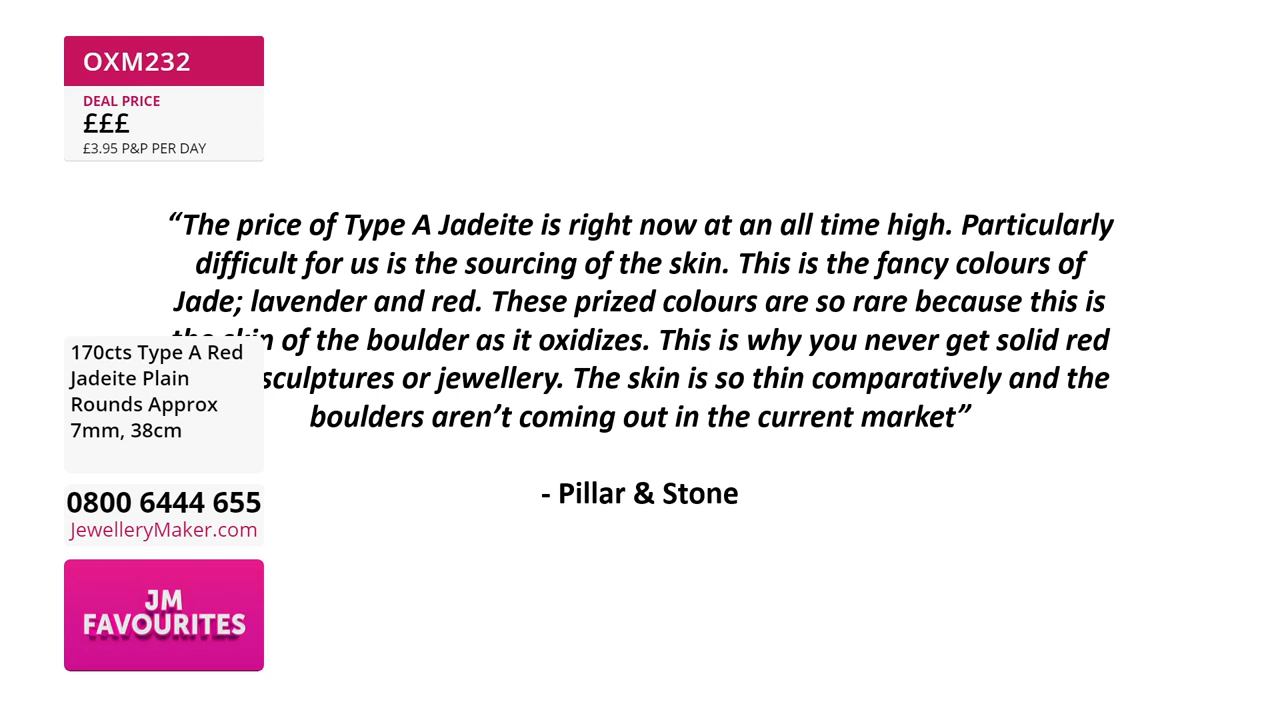 OXM232
DEAL PRICE
£££
£3.95 P&P PER DAY
“The price of Type A Jadeite is right now at an all time high. Particularly
difficult for us is the sourcing of the skin. This is the fancy colours of
Jade; lavender and red. These prized colours are so rare because this is
the skin of the boulder as it oxidizes. This is why you never get solid red
sculptures or jewellery. The skin is so thin comparatively and the
boulders aren’t coming out in the current market”
- Pillar & Stone
170cts Type A Red
Jadeite Plain
Rounds Approx
7mm, 38cm
0800 6444 655
JewelleryMaker.com
JM
FAVOURITES